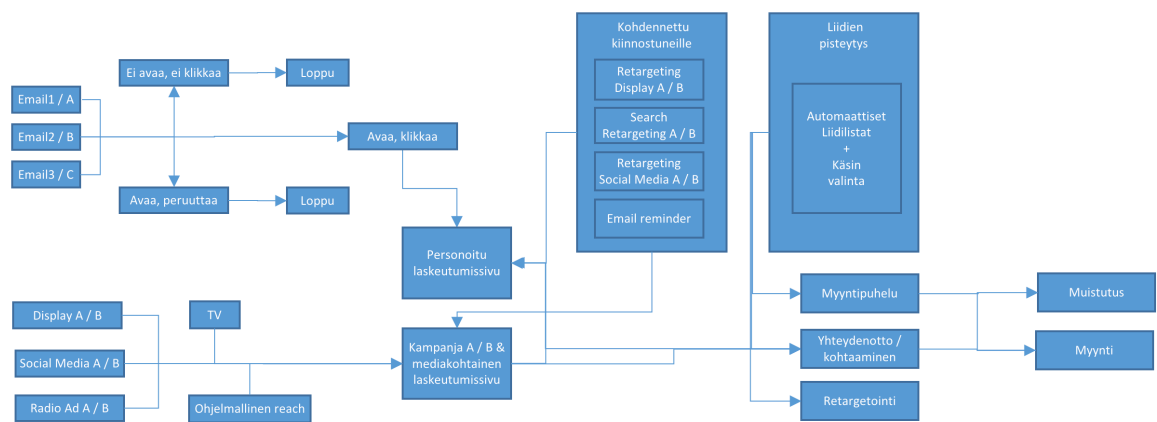 Ei avaa, ei klikkaa
Loppu
Email1 / A
Email2 / B
Email3 / C
Avaa, klikkaa
Avaa, peruuttaa
Loppu
Personoitu
laskeutumissivu
Display A / B
Social Media A / B
Radio Ad A / B
TV
Ohjelmallinen reach
Kampanja A / B &
mediakohtainen
laskeutumissivu
Kohdennettu
kiinnostuneille
Retargeting
Display A / B
Search
Retargeting A / B
Retargeting
Social Media A / B
Email reminder
Liidien
pisteytys
Automaattiset
Liidilistat
+
Käsin
valinta
Myyntipuhelu
Yhteydenotto /
kohtaaminen
Retargetointi
Muistutus
Myynti